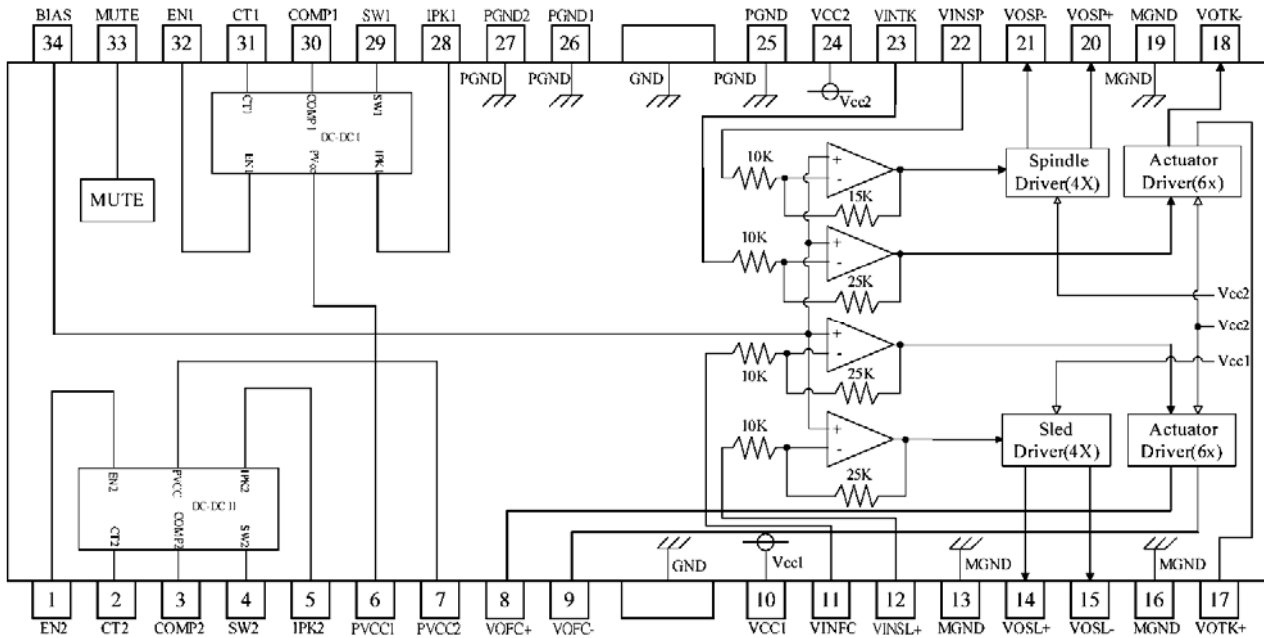 BIAS MUTE EN1 CT1 COMP1 SW1 IPK1 PGND2 PGND1 PGND VCC2 VINTK VINSP VOSP- VOSP+ MGND VOTK-
34 33 32 31 30 29 28 27 26 25 24 23 22 21 20 19 18
PGND PGND GND PGND MGND
Vcc2
CT1 COMP1 SW1
DC-DC I
EN1 PVcc IPK1
MUTE
10K
15K
Spindle
Driver(4X)
Actuator
Driver(6x)
10K
25K
Vcc2
Vcc2
Vcc1
10K
25K
10K
25K
Sled
Driver(4X)
Actuator
Driver(6x)
EN2 PVCC IPK2
DC-DC II
CT2 COMP2 SW2
GND Vcc1 MGND MGND
1 2 3 4 5 6 7 8 9 10 11 12 13 14 15 16 17
EN2 CT2 COMP2 SW2 IPK2 PVCC1 PVCC2 VOFC+ VOFC- VCC1 VINFC VINSL+ MGND VOSL+ VOSL- MGND VOTK+